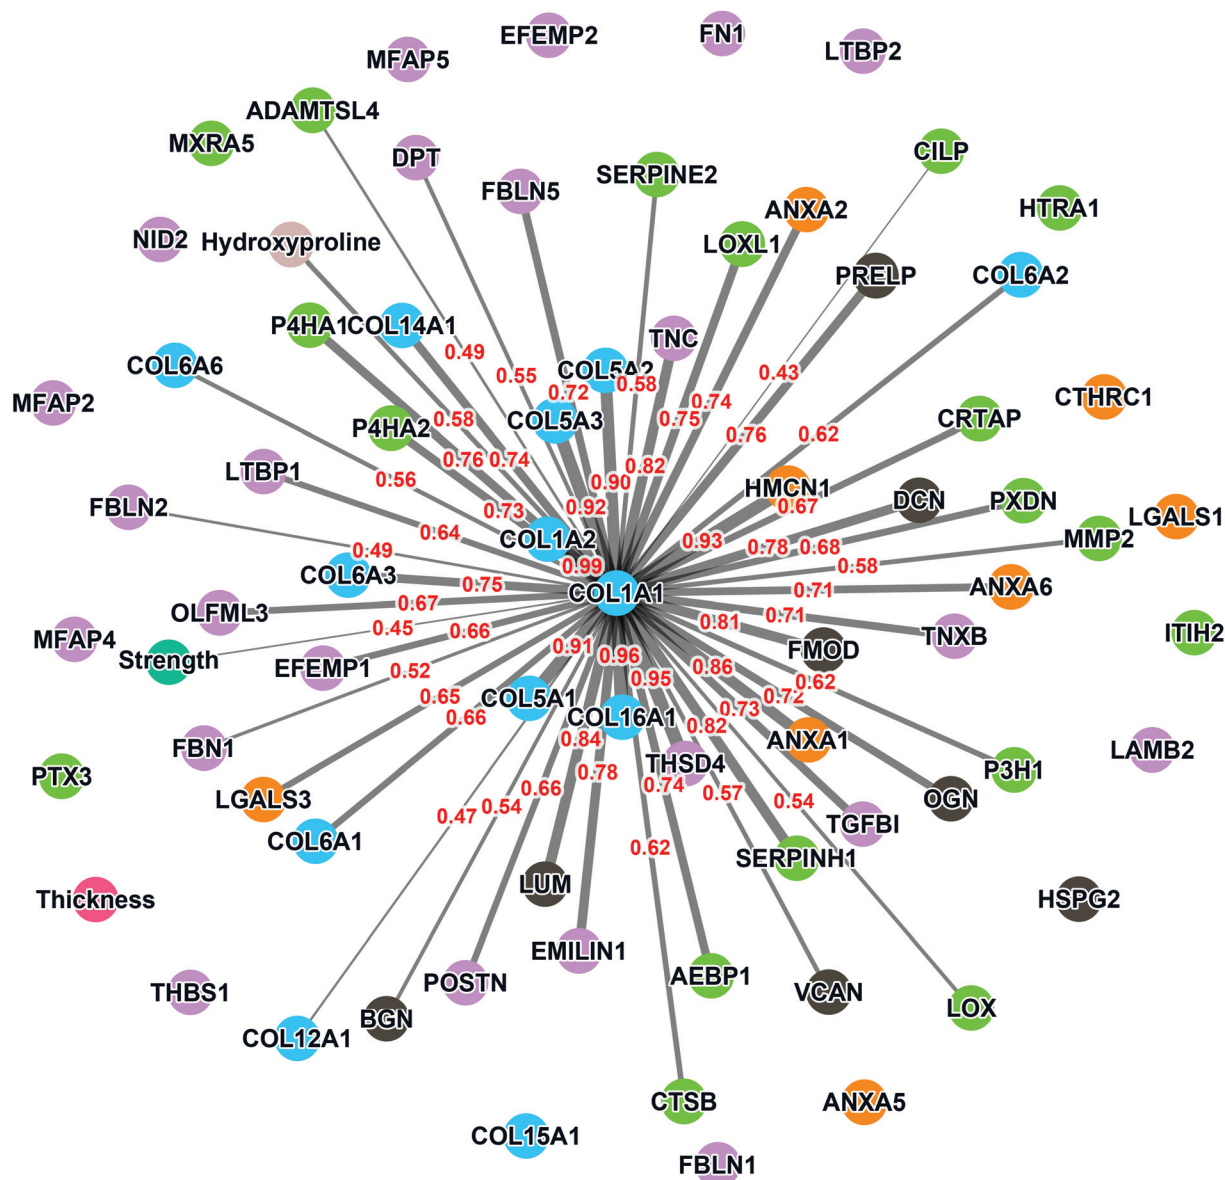 EFEMP2
FN1
LTBP2
MFAP5
ADAMTSL4
MXRA5
DPT
CILP
SERPINE2
FBLN5
ANXA2
HTRA1
NID2
Hydroxyproline
LOXL1
PRELP
COL6A2
P4HA1
COL14A1
TNC
0.49
COL6A6
COL5A2
0.43
0.55
0.58
0.72
MFAP2
CTHRC1
0.74
0.58
COL5A3
0.75
CRTAP
P4HA2
0.76
0.62
0.76
0.74
0.82
LTBP1
0.56
0.90
HMCN1
FBLN2
0.92
0.67
DCN
PXDN
0.73
LGALS1
0.64
COL1A2
0.93
0.78
0.68
MMP2
0.49
0.99
0.58
COL6A3
0.75
COL1A1
0.71
ANXA6
OLFML3
0.67
0.71
0.45
0.66
0.81
MFAP4
TNXB
ITIH2
Strength
0.91
FMOD
EFEMP1
0.52
0.96
0.86
0.95
0.62
0.65
COL5A1
0.72
0.66
COL16A1
0.73
0.82
FBN1
0.84
ANXA1
LAMB2
THSD4
PTX3
0.78
P3H1
LGALS3
0.66
0.74
0.57
0.54
OGN
0.54
0.47
TGFBI
COL6A1
0.62
SERPINH1
LUM
Thickness
HSPG2
EMILIN1
AEBP1
THBS1
POSTN
VCAN
LOX
BGN
COL12A1
CTSB
ANXA5
COL15A1
FBLN1